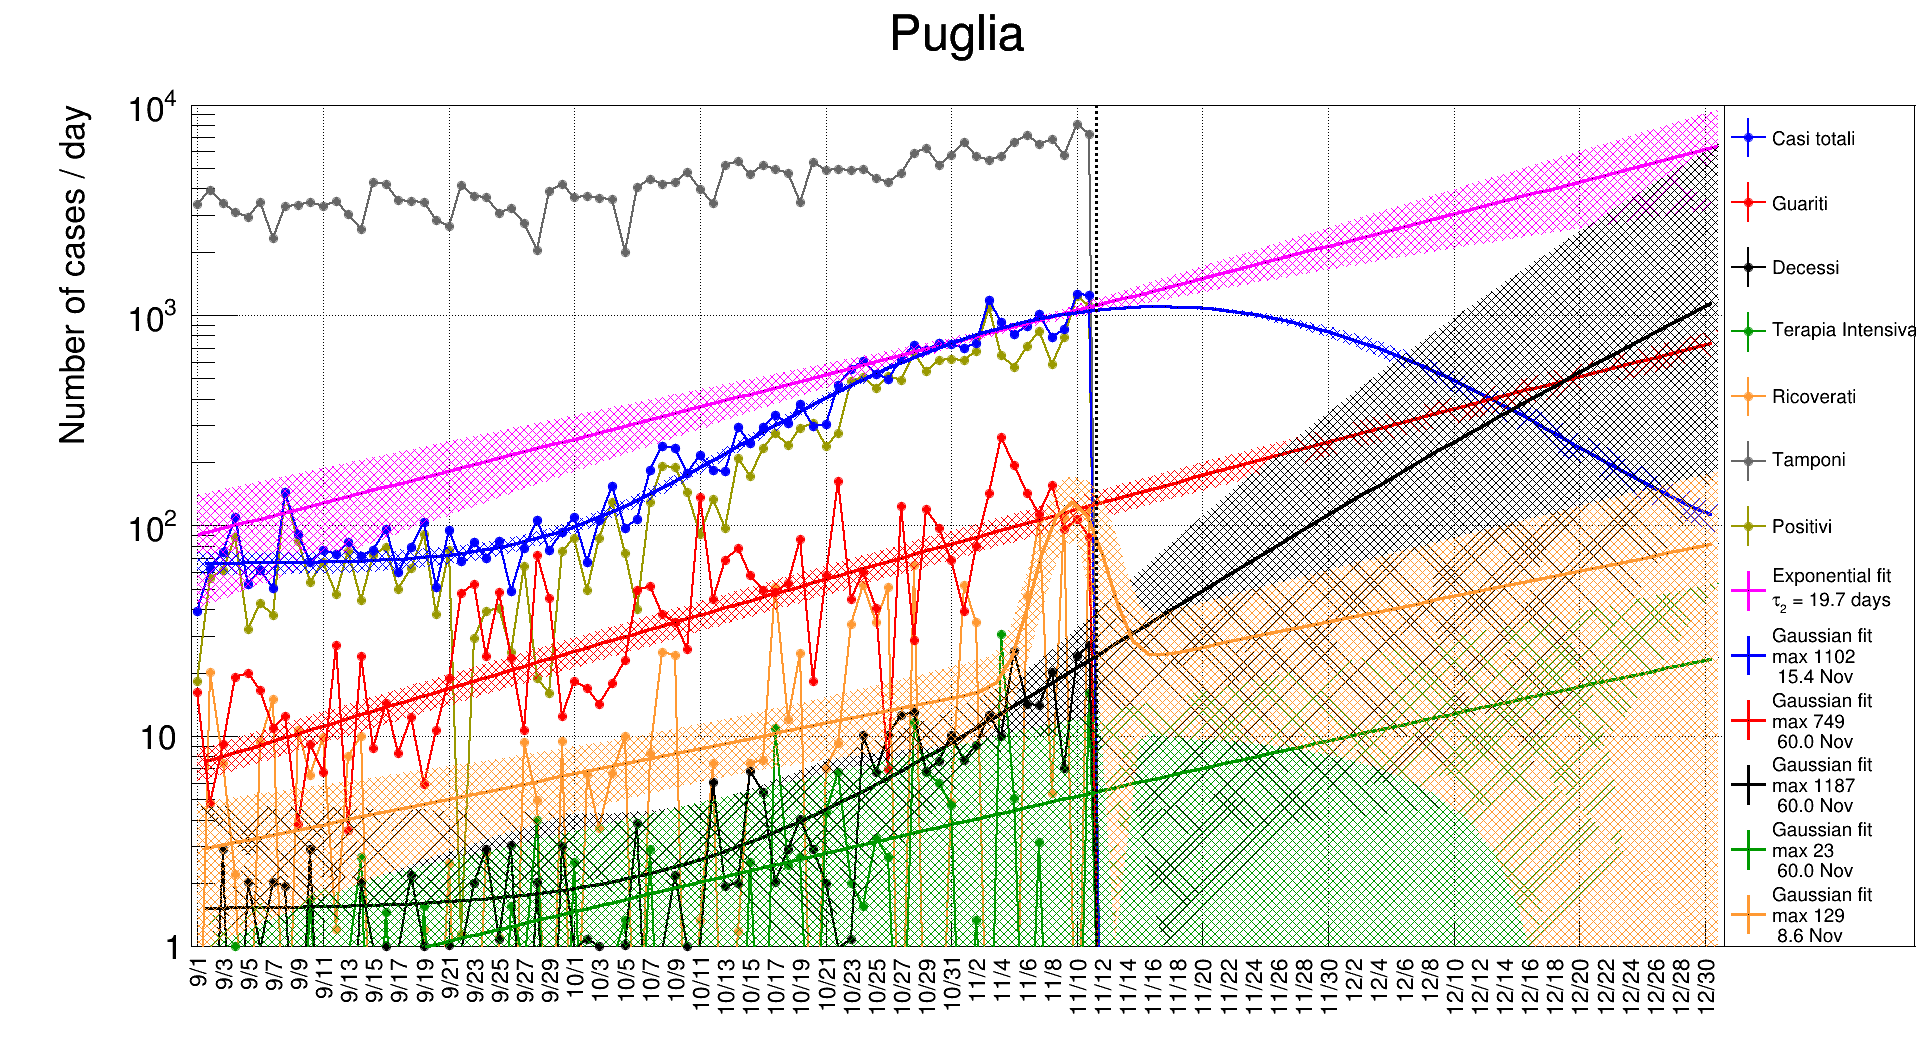 Puglia
Number of cases / day
10^4
10^3
10^2
10
1
9/1
9/3
9/5
9/7
9/9
9/11
9/13
9/15
9/17
9/19
9/21
9/23
9/25
9/27
9/29
10/1
10/3
10/5
10/7
10/9
10/11
10/13
10/15
10/17
10/19
10/21
10/23
10/25
10/27
10/29
10/31
11/2
11/4
11/6
11/8
11/10
11/12
11/14
11/16
11/18
11/20
11/22
11/24
11/26
11/28
11/30
12/2
12/4
12/6
12/8
12/10
12/12
12/14
12/16
12/18
12/20
12/22
12/24
12/26
12/28
12/30
Casi totali
Guariti
Decessi
Terapia Intensiva
Ricoverati
Tamponi
Positivi
Exponential fit
τ₂ = 19.7 days
Gaussian fit
max 1102
15.4 Nov
Gaussian fit
max 749
60.0 Nov
Gaussian fit
max 1187
60.0 Nov
Gaussian fit
max 23
60.0 Nov
Gaussian fit
max 129
8.6 Nov